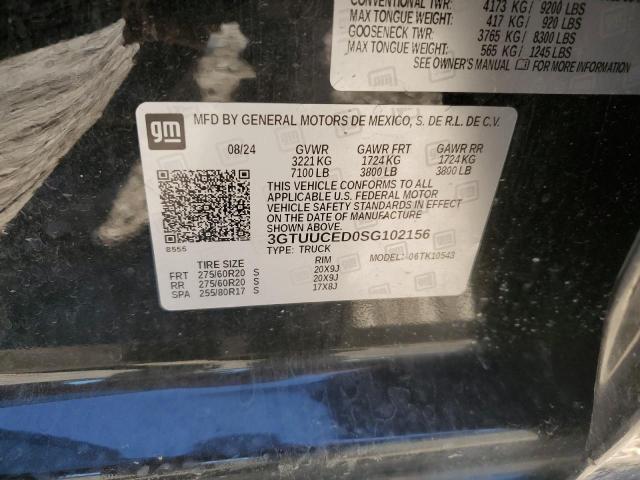 CONVENTIONAL TWR: 4173 KG / 9200 LBS
MAX TONGUE WEIGHT: 417 KG / 920 LBS
GOOSENECK TWR: 3765 KG / 8300 LBS
MAX TONGUE WEIGHT: 565 KG / 1245 LBS
SEE OWNER'S MANUAL FOR MORE INFORMATION
gm
MFD BY GENERAL MOTORS DE MEXICO, S. DE R.L. DE C.V.
08/24 GVWR GAWR FRT GAWR RR
3221 KG 1724 KG 1724 KG
7100 LB 3800 LB 3800 LB
THIS VEHICLE CONFORMS TO ALL
APPLICABLE U.S. FEDERAL MOTOR
VEHICLE SAFETY STANDARDS IN EFFECT
ON THE DATE OF MANUFACTURE
SHOWN ABOVE.
3GTUUCED0SG102156
TYPE: TRUCK MODEL: 06TK10543
8555
TIRE SIZE RIM
FRT 275/60R20 S 20X9J
RR 275/60R20 S 20X9J
SPA 255/80R17 S 17X8J